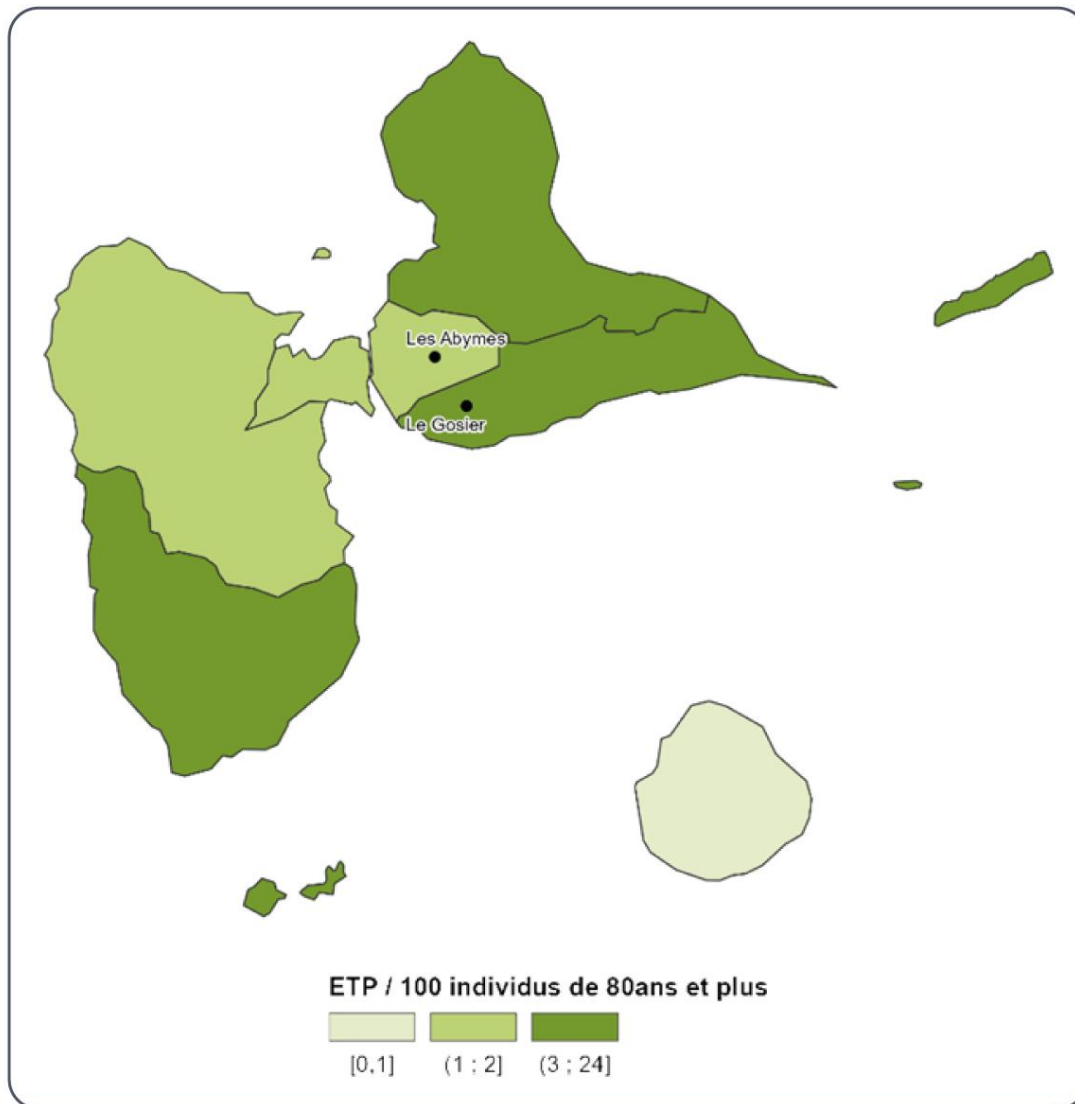 Les Abymes
Le Gosier
ETP / 100 individus de 80ans et plus
[0,1] (1 ; 2] (3 ; 24]